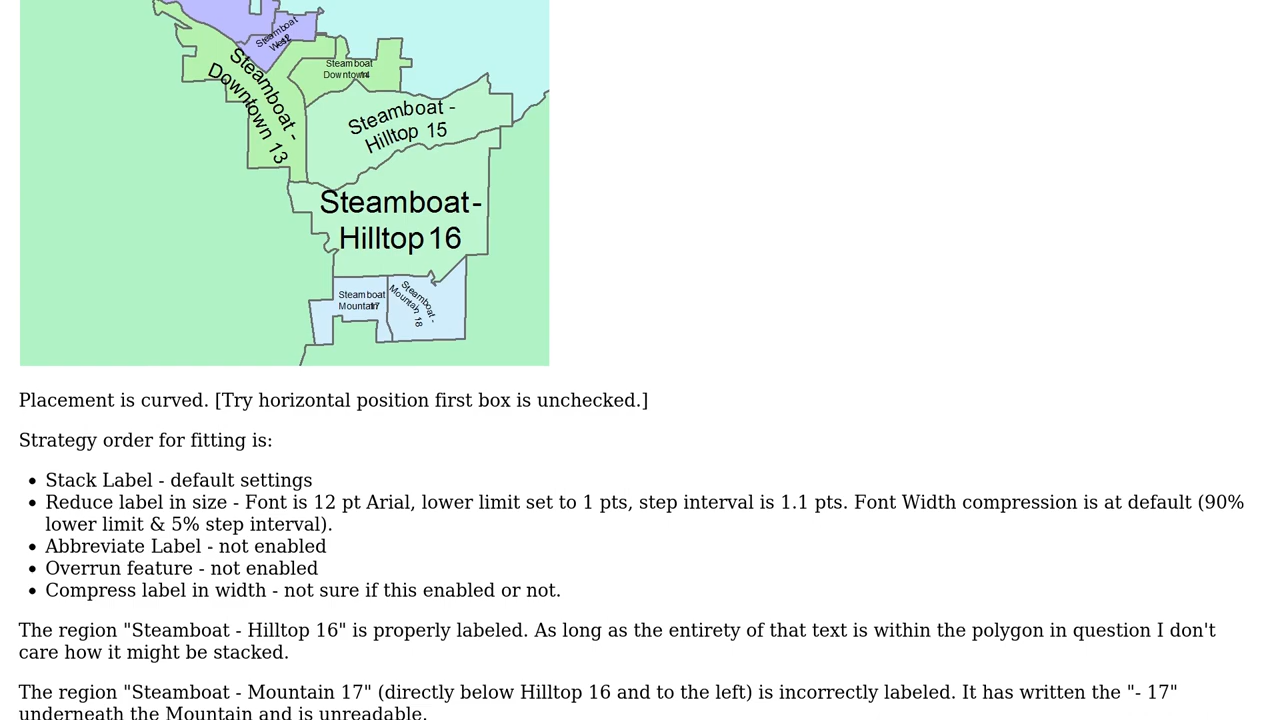 Steamboat
West
Steamboat -
Downtown 13
Steamboat
Downtown
Steamboat -
Hilltop 15
Steamboat -
Hilltop 16
Steamboat
Mountain
Steamboat -
Mountain 18
Placement is curved. [Try horizontal position first box is unchecked.]
Strategy order for fitting is:
• Stack Label - default settings
• Reduce label in size - Font is 12 pt Arial, lower limit set to 1 pts, step interval is 1.1 pts. Font Width compression is at default (90%
lower limit & 5% step interval).
• Abbreviate Label - not enabled
• Overrun feature - not enabled
• Compress label in width - not sure if this enabled or not.
The region "Steamboat - Hilltop 16" is properly labeled. As long as the entirety of that text is within the polygon in question I don't
care how it might be stacked.
The region "Steamboat - Mountain 17" (directly below Hilltop 16 and to the left) is incorrectly labeled. It has written the "- 17"
underneath the Mountain and is unreadable.